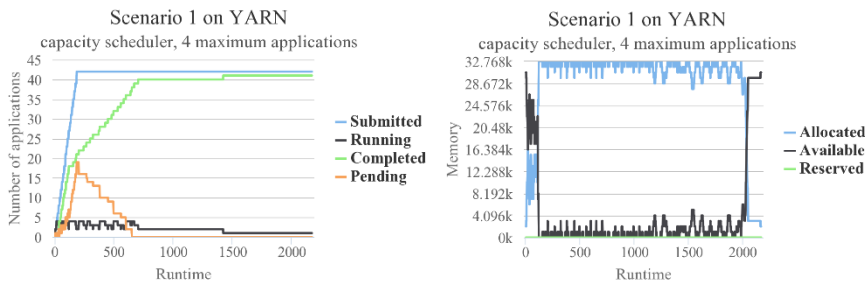 Scenario 1 on YARN
capacity scheduler, 4 maximum applications
45
40
35
30
25
20
15
10
5
0
Number of applications
0
500
1000
1500
2000
Runtime
Submitted
Running
Completed
Pending
Scenario 1 on YARN
capacity scheduler, 4 maximum applications
32.768k
28.672k
24.576k
20.48k
16.384k
12.288k
8.192k
4.096k
0k
Memory
0
500
1000
1500
2000
Runtime
Allocated
Available
Reserved